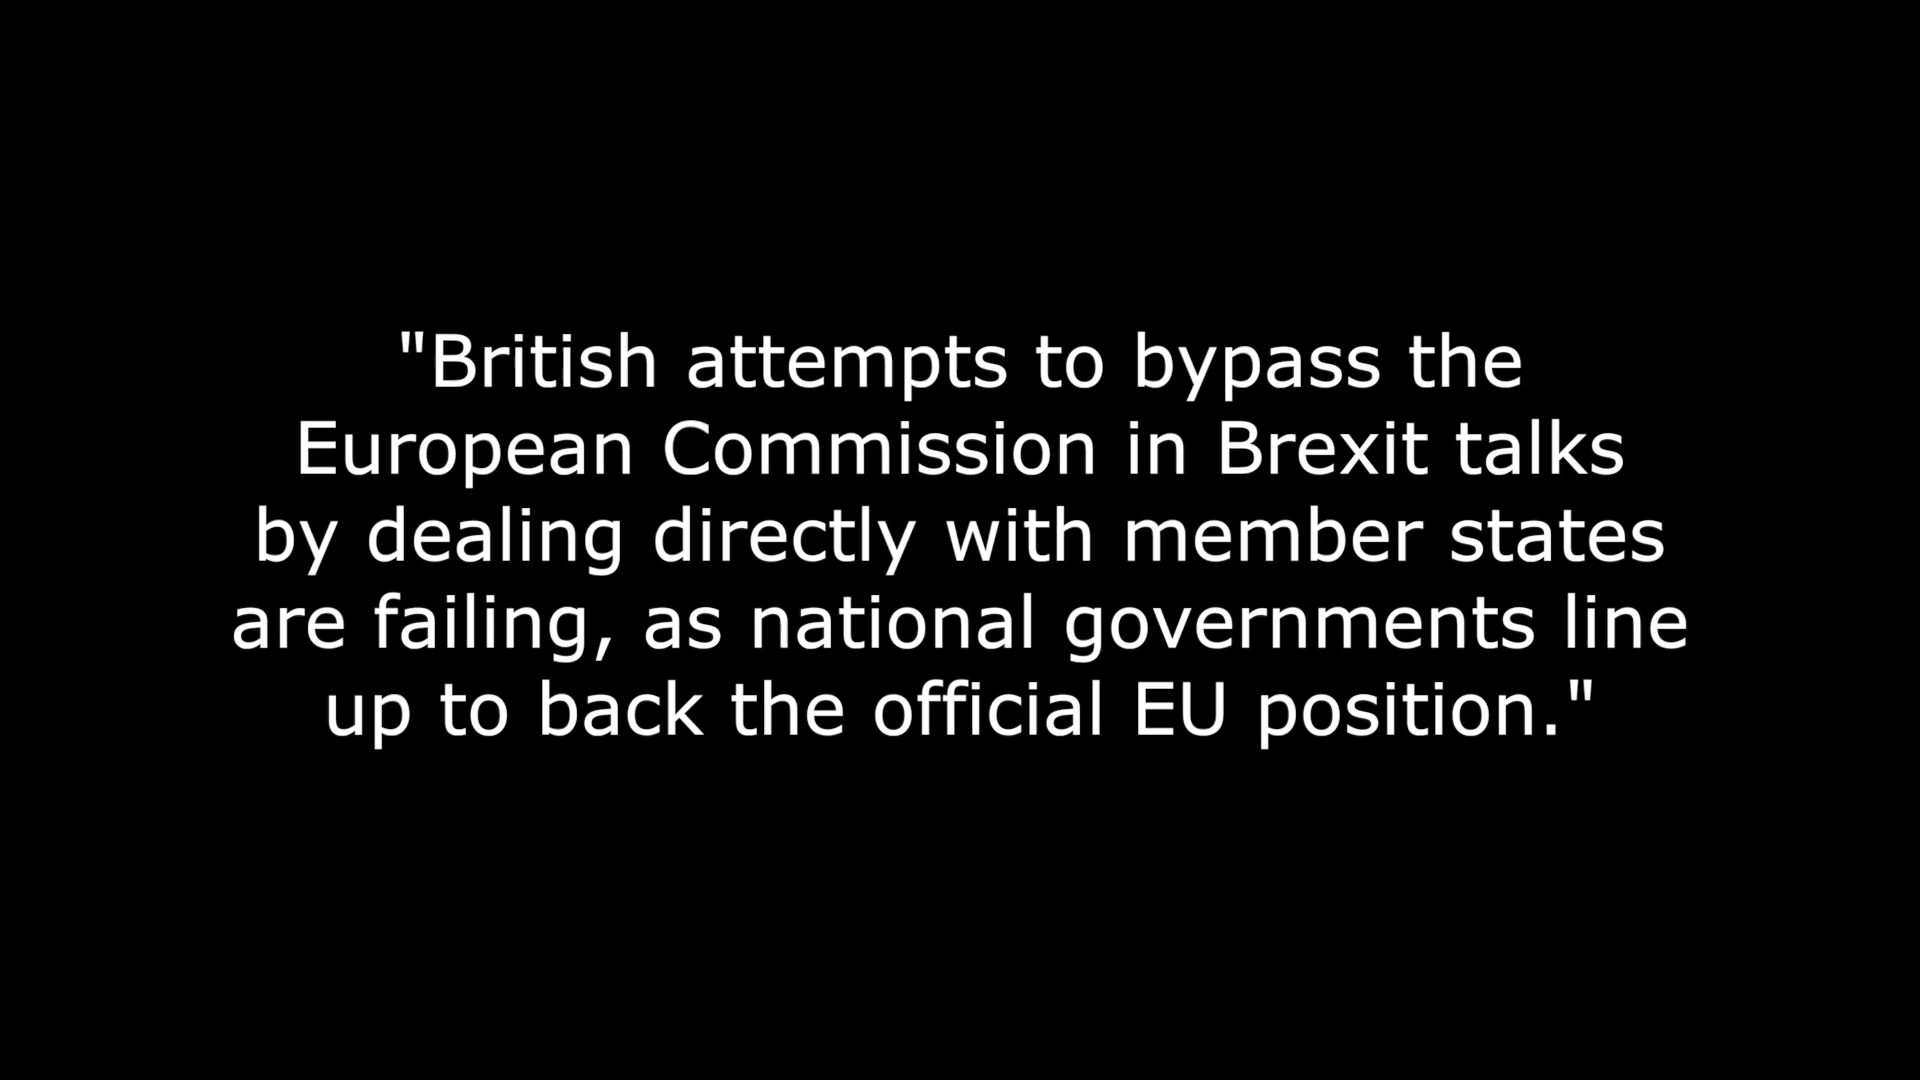 "British attempts to bypass the
European Commission in Brexit talks
by dealing directly with member states
are failing, as national governments line
up to back the official EU position."